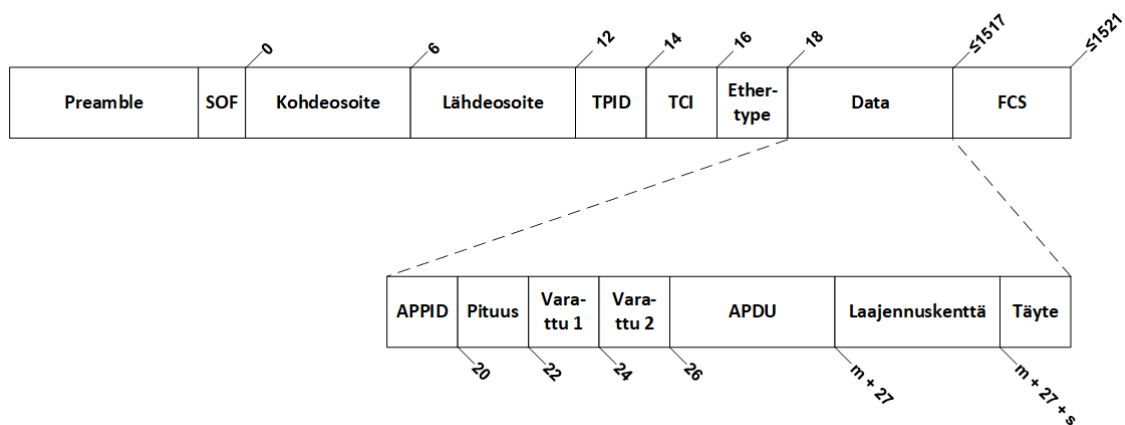 0 6 12 14 16 18 ≤1517 ≤1521
Preamble SOF Kohdeosoite Lähdeosoite TPID TCI Ether-
type Data FCS
APPID Pituus Vara-
ttu 1 Vara-
ttu 2 APDU Laajennuskenttä Täyte
20 22 24 26 m + 27 m + 27 + s